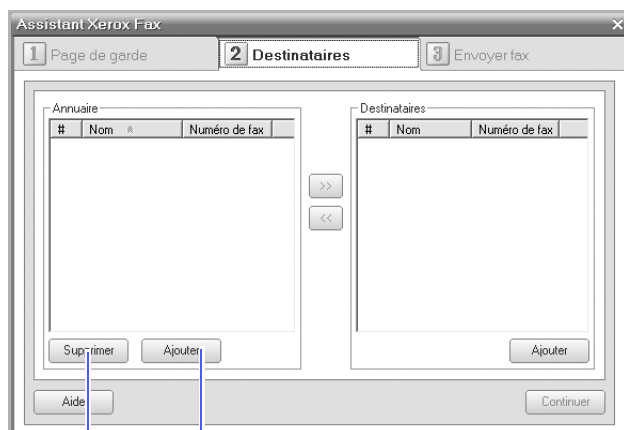 Assistant Xerox Fax
1 Page de garde 2 Destinataires 3 Envoyer fax
Annuaire Destinataires
# Nom Numéro de fax # Nom Numéro de fax
>>
<<
Supprimer Ajouter Ajouter
Aide Continuer